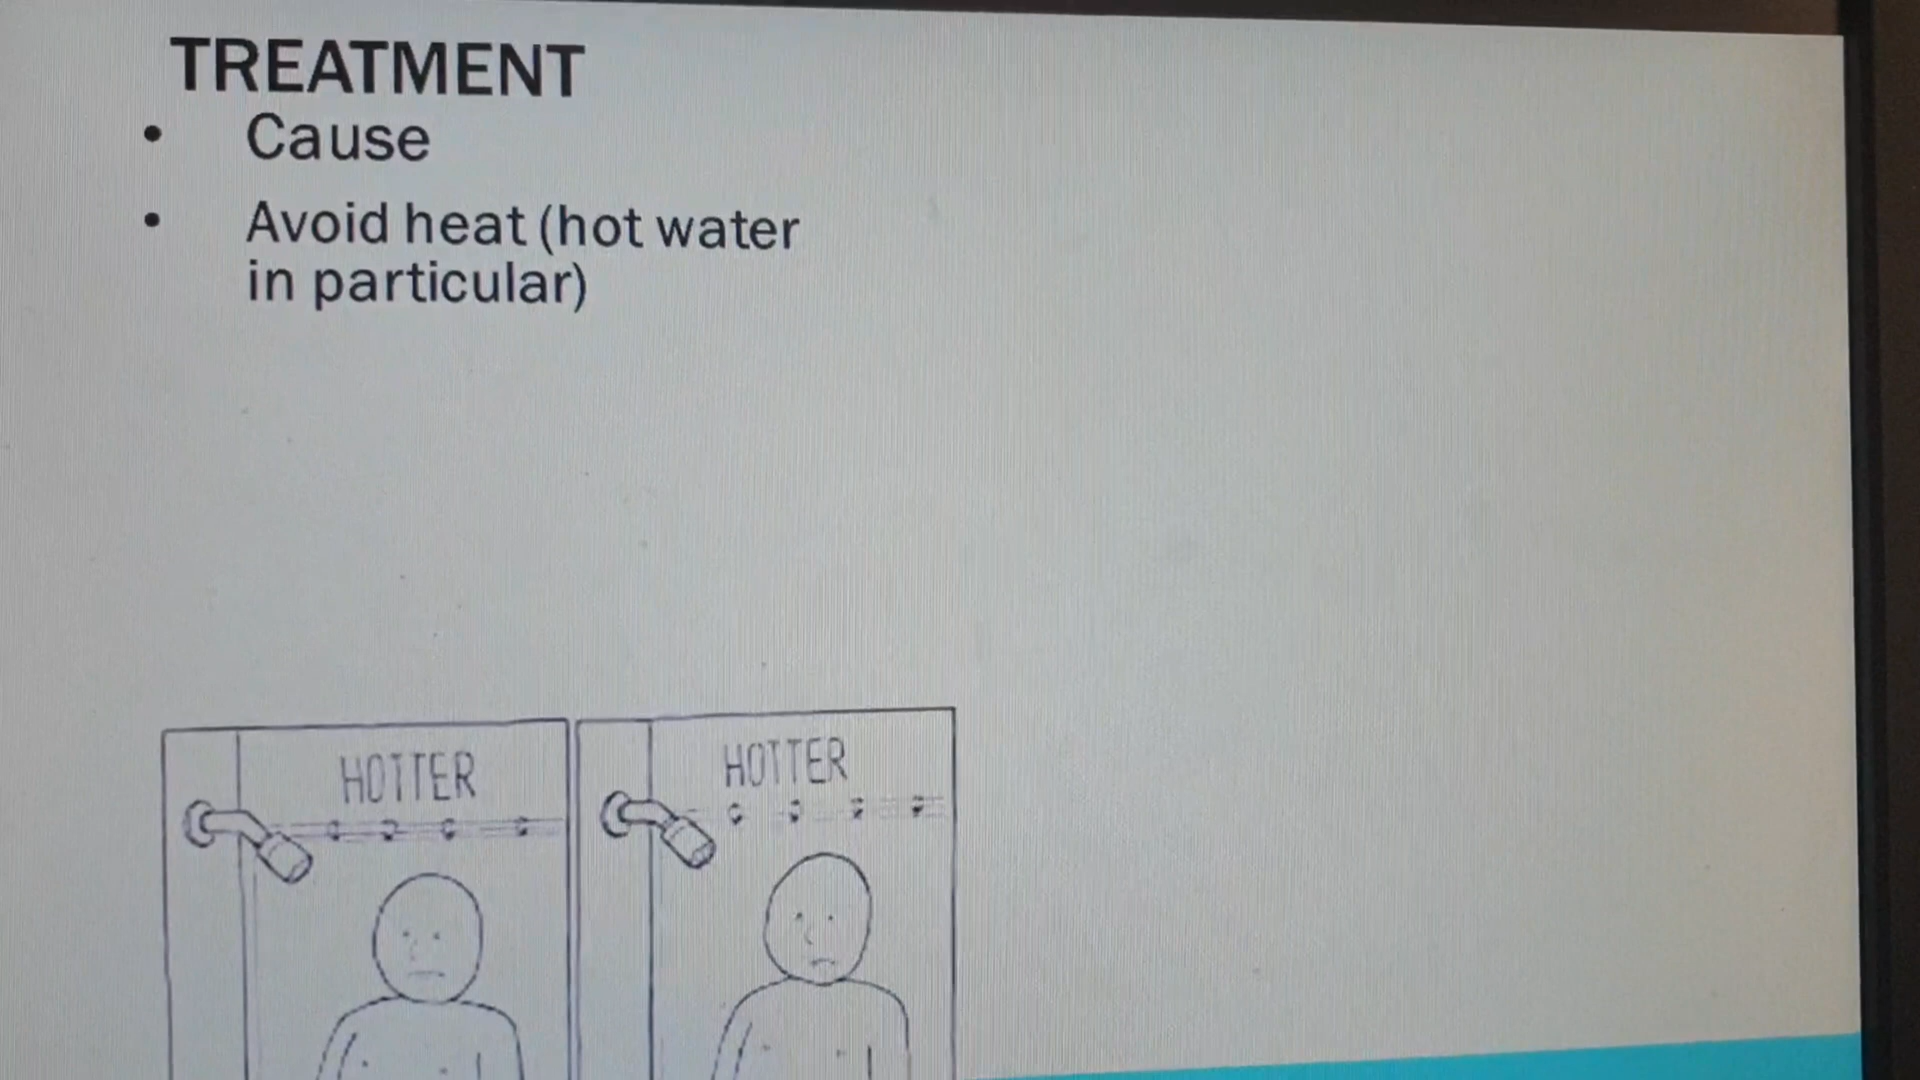 TREATMENT
• Cause
• Avoid heat (hot water
in particular)
HOTTER
HOTTER